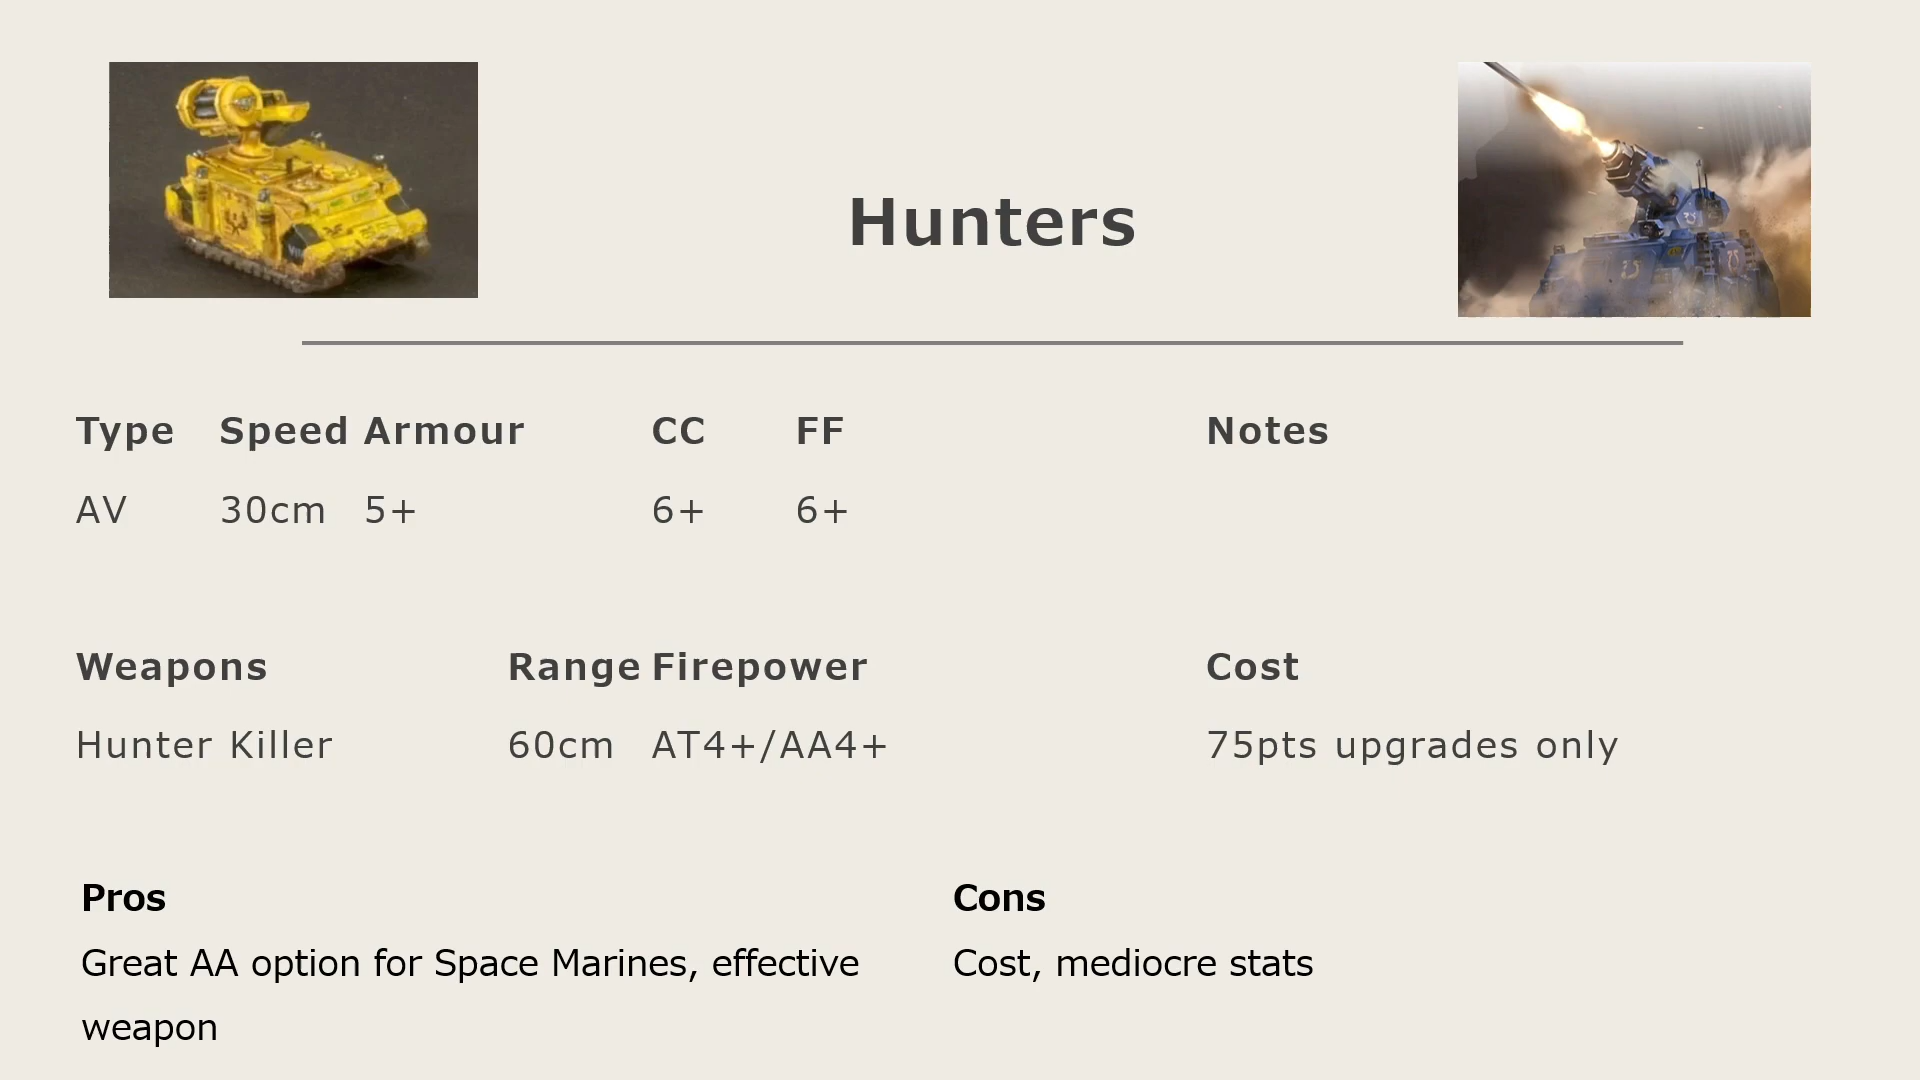 Hunters
Type Speed Armour CC FF Notes
AV 30cm 5+ 6+ 6+
Weapons Range Firepower Cost
Hunter Killer 60cm AT4+/AA4+ 75pts upgrades only
Pros
Great AA option for Space Marines, effective
weapon
Cons
Cost, mediocre stats